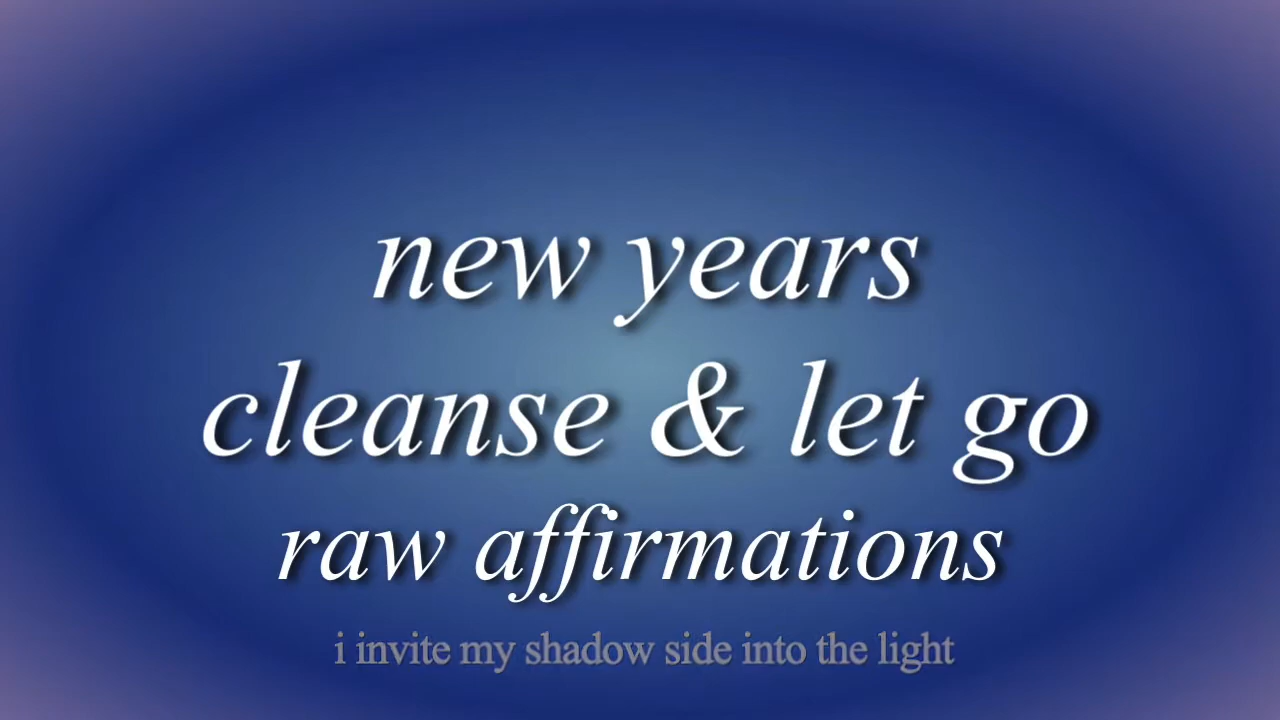 new years
cleanse & let go
raw affirmations
i invite my shadow side into the light